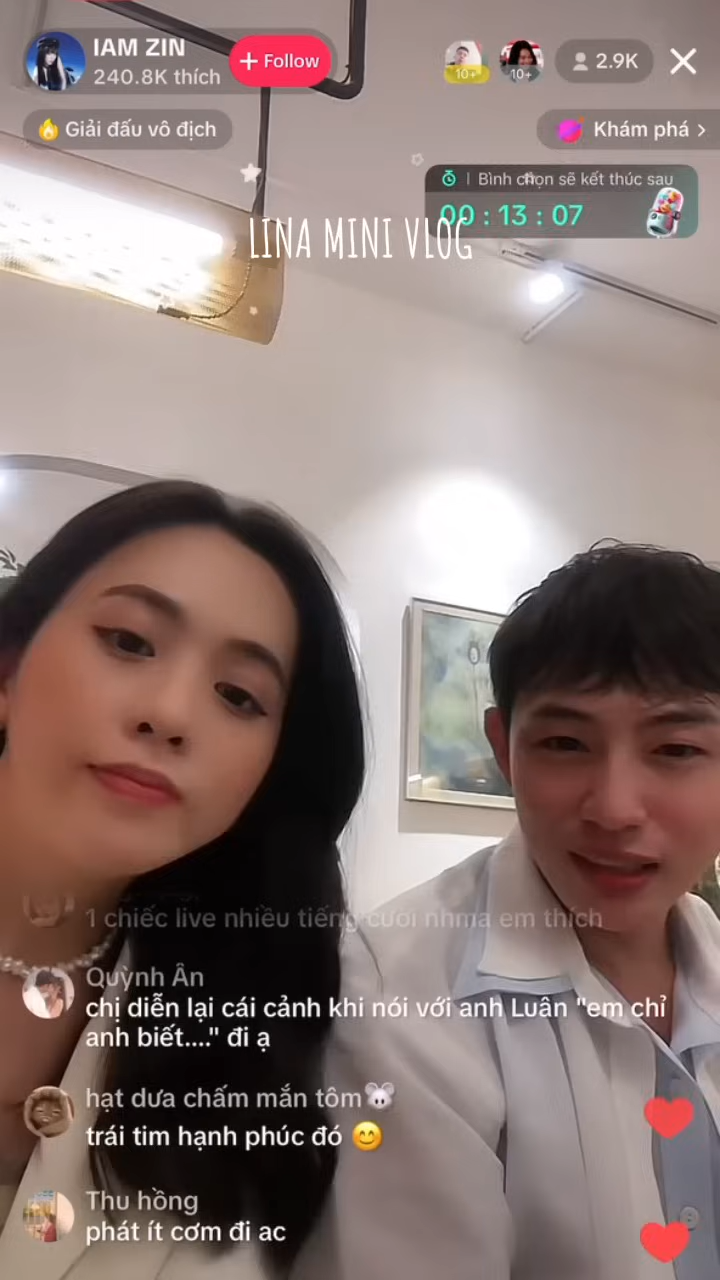 IAM ZIN
240.8K thích
+ Follow
10+
10+
2.9K
Giải đấu vô địch
Khám phá >
Bình chọn sẽ kết thúc sau
00 : 13 : 07
LINA MINI VLOG
1 chiếc live nhiều tiếng cười nhma em thích
Quỳnh Ân
chị diễn lại cái cảnh khi nói với anh Luân "em chỉ
anh biết...." đi ạ
hạt dưa chấm mắn tôm🐭
trái tim hạnh phúc đó 😊
Thu hồng
phát ít cơm đi ac